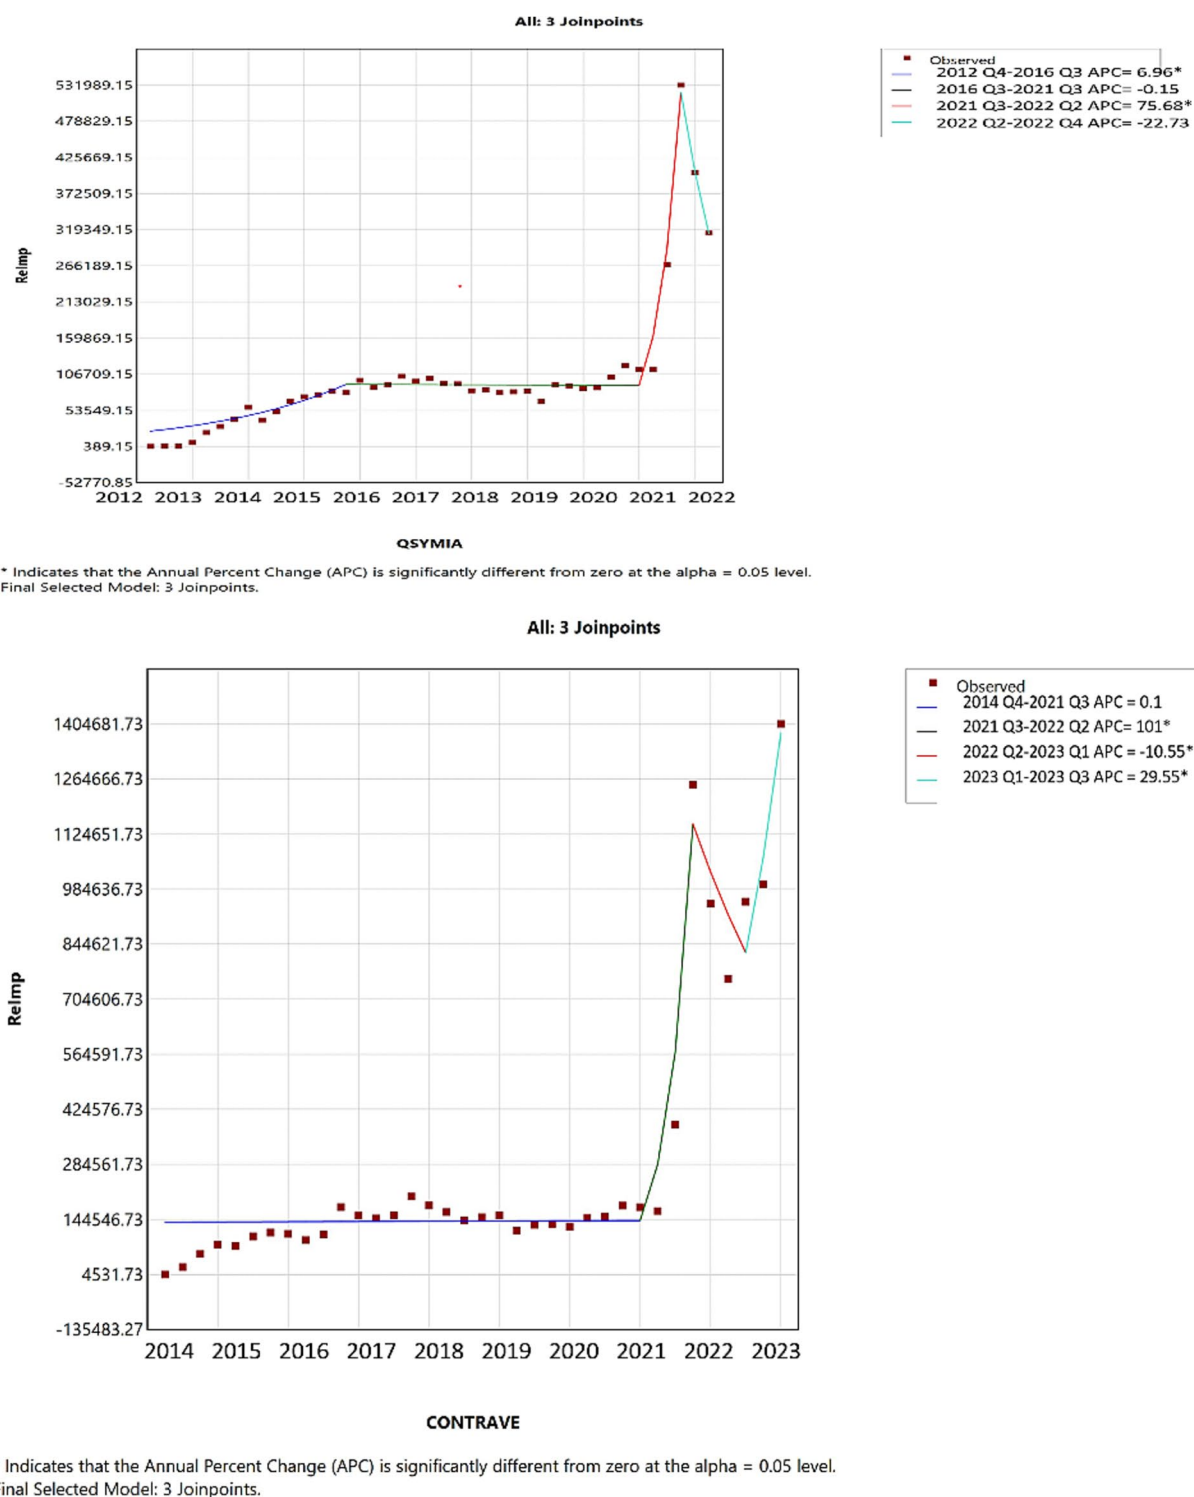 All: 3 Joinpoints
531989.15
478829.15
425669.15
372509.15
319349.15
266189.15
213029.15
159869.15
106709.15
53549.15
389.15
-52770.85
ReImp
2012 2013 2014 2015 2016 2017 2018 2019 2020 2021 2022
QSYMIA
Observed
2012 Q4-2016 Q3 APC= 6.96*
2016 Q3-2021 Q3 APC= -0.15
2021 Q3-2022 Q2 APC= 75.68*
2022 Q2-2022 Q4 APC= -22.73
* Indicates that the Annual Percent Change (APC) is significantly different from zero at the alpha = 0.05 level.
Final Selected Model: 3 Joinpoints.
All: 3 Joinpoints
1404681.73
1264666.73
1124651.73
984636.73
844621.73
704606.73
564591.73
424576.73
284561.73
144546.73
4531.73
-135483.27
ReImp
2014 2015 2016 2017 2018 2019 2020 2021 2022 2023
CONTRAVE
Observed
2014 Q4-2021 Q3 APC = 0.1
2021 Q3-2022 Q2 APC= 101*
2022 Q2-2023 Q1 APC = -10.55*
2023 Q1-2023 Q3 APC = 29.55*
Indicates that the Annual Percent Change (APC) is significantly different from zero at the alpha = 0.05 level.
Final Selected Model: 3 Joinpoints.